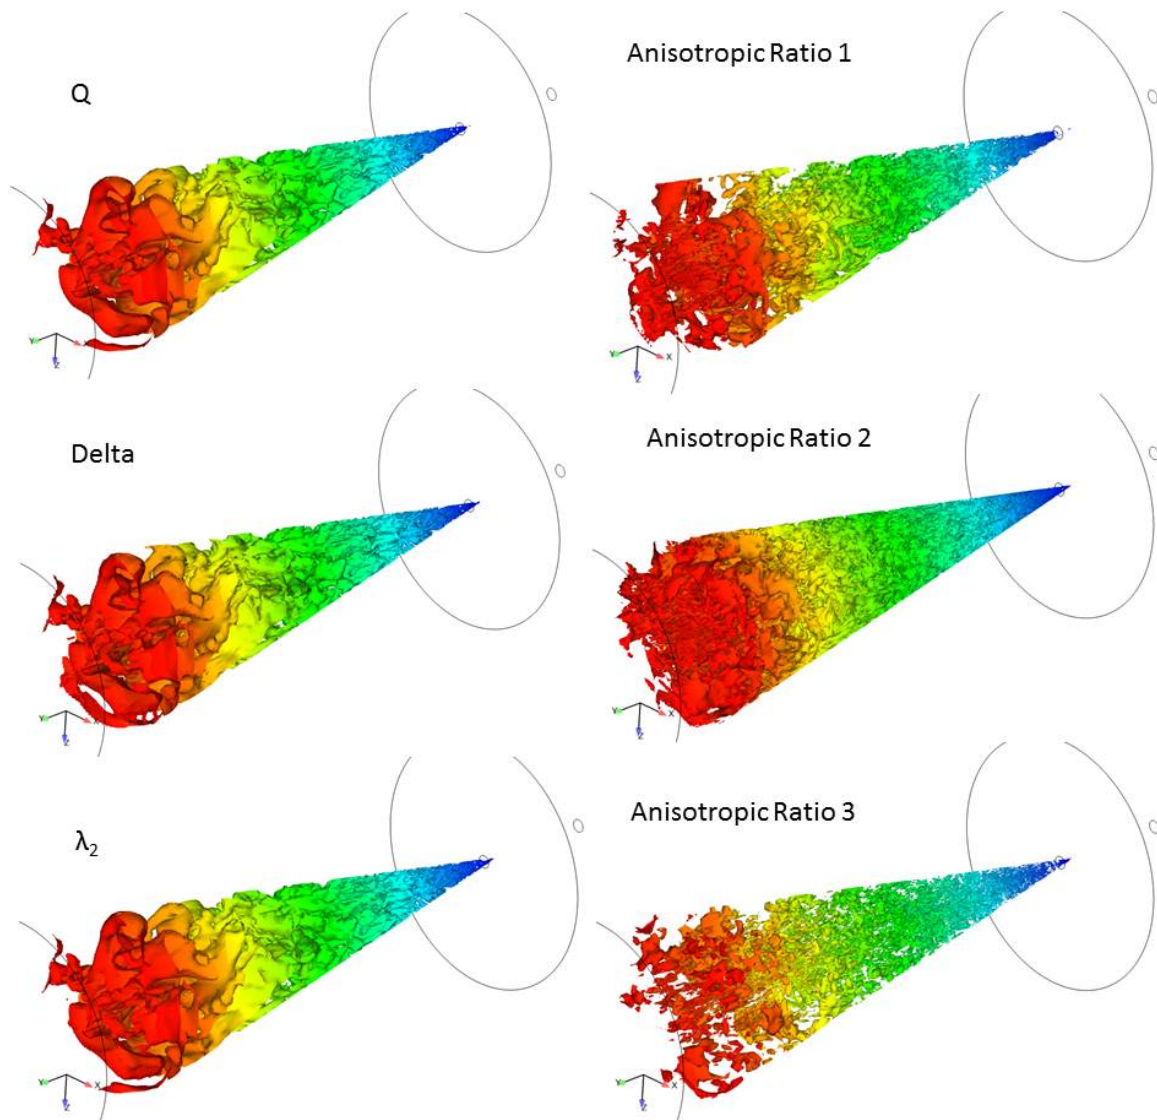 Q
Anisotropic Ratio 1
Y
X
Z
Y
X
Z
Delta
Anisotropic Ratio 2
Y
X
Z
Y
X
Z
λ₂
Anisotropic Ratio 3
Y
X
Z
Y
X
Z